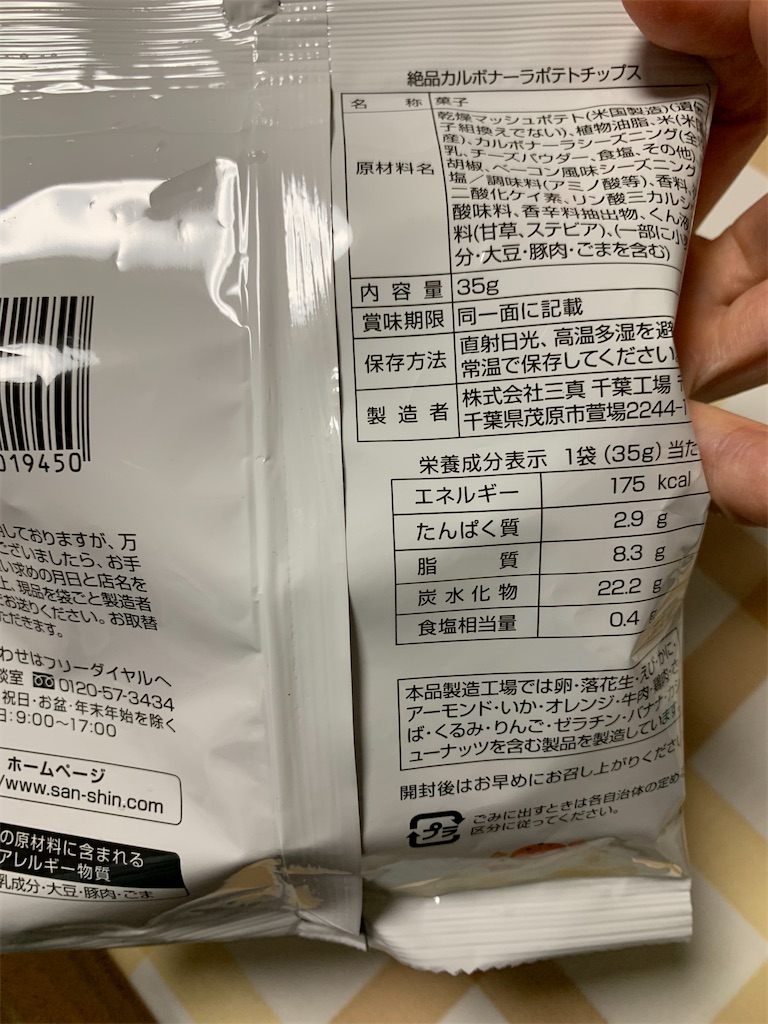 絶品カルボナーラポテトチップス
名称 菓子
原材料名
乾燥マッシュポテト(米国製造)(遺伝
子組換えでない)、植物油脂、米(米国
産)、カルボナーラシーズニング(全
乳、チーズパウダー、食塩、その他)
胡椒、ベーコン風味シーズニング
塩/調味料(アミノ酸等)、香料、
二酸化ケイ素、リン酸三カルシ
酸味料、香辛料抽出物、くん液
料(甘草、ステビア)、(一部に小
分・大豆・豚肉・ごまを含む)
内容量 35g
賞味期限 同一面に記載
保存方法 直射日光、高温多湿を避
常温で保存してください
製造者 株式会社三真 千葉工場
千葉県茂原市萱場2244-1
栄養成分表示 1袋(35g)当た
エネルギー 175 kcal
たんぱく質 2.9 g
脂質 8.3 g
炭水化物 22.2 g
食塩相当量 0.4 g
本品製造工場では卵・落花生・えび・かに・
アーモンド・いか・オレンジ・牛肉・鶏肉・さ
ば・くるみ・りんご・ゼラチン・バナナ・カシ
ューナッツを含む製品を製造しています
開封後はお早めにお召し上がりくださ
プラ
ごみに出すときは各自治体の定め
区分に従ってください。
019450
しておりますが、万
ございましたら、お手
い求めの月日と店名を
上、現品を袋ごと製造者
お送りください。お取替
ただきます。
わせはフリーダイヤルへ
談室 0120-57-3434
祝日・お盆・年末年始を除く
日:9:00〜17:00
ホームページ
/www.san-shin.com
の原材料に含まれる
アレルギー物質
乳成分・大豆・豚肉・ごま